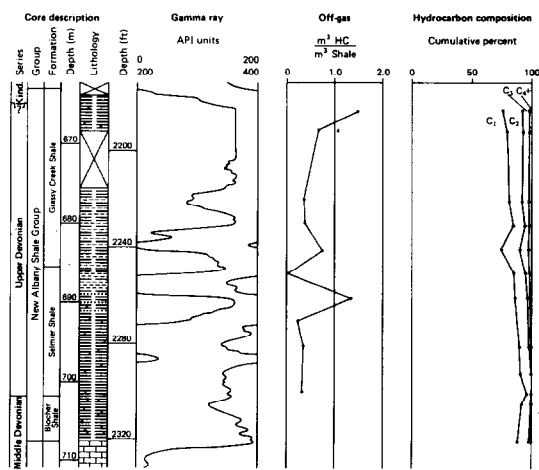 Core description
Gamma ray
Off-gas
Hydrocarbon composition
Series
Group
Formation
Depth (m)
Lithology
Depth (ft)
API units
0 200
200 400
m³ HC
m³ Shale
0 1.0 2.0
Cumulative percent
0 50 100
C₁ C₂ C₃ C₄+
Kind.
Upper Devonian
Middle Devonian
New Albany Shale Group
Grassy Creek Shale
Selmier Shale
Blocher Shale
670
680
690
700
710
2200
2240
2280
2320